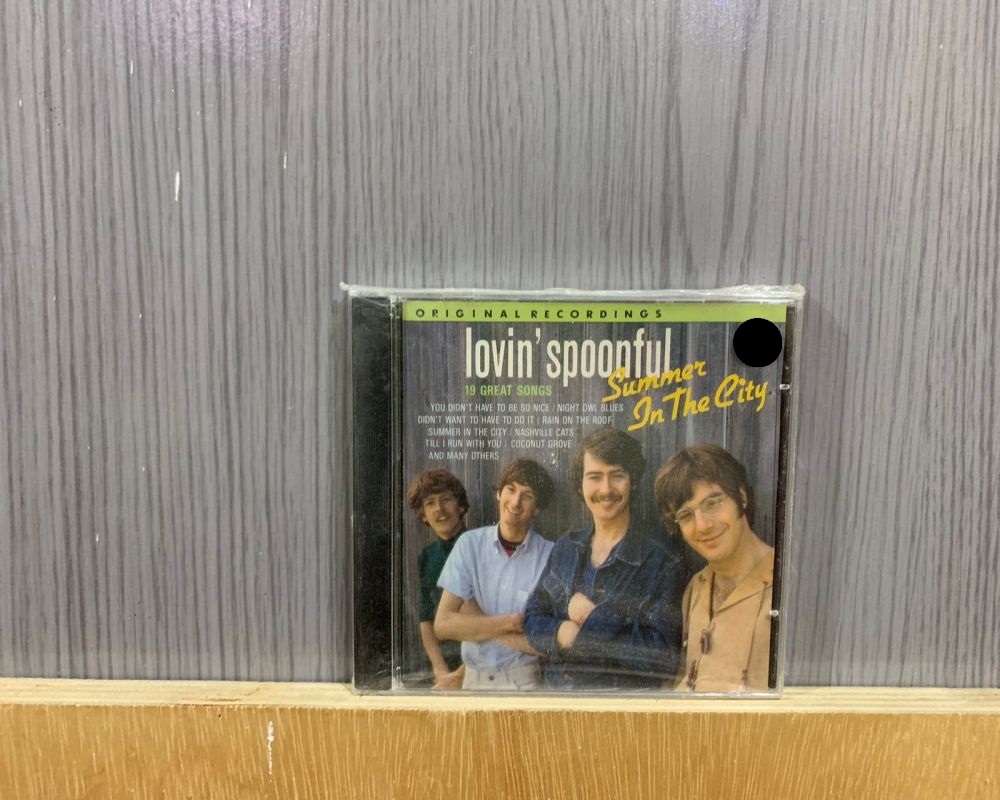 ORIGINAL RECORDINGS
lovin' spoonful
Summer
In The City
19 GREAT SONGS
YOU DIDN'T HAVE TO BE SO NICE / NIGHT OWL BLUES
DIDN'T WANT TO HAVE TO DO IT / RAIN ON THE ROOF
SUMMER IN THE CITY / NASHVILLE CATS
TILL I RUN WITH YOU / COCONUT GROVE
AND MANY OTHERS